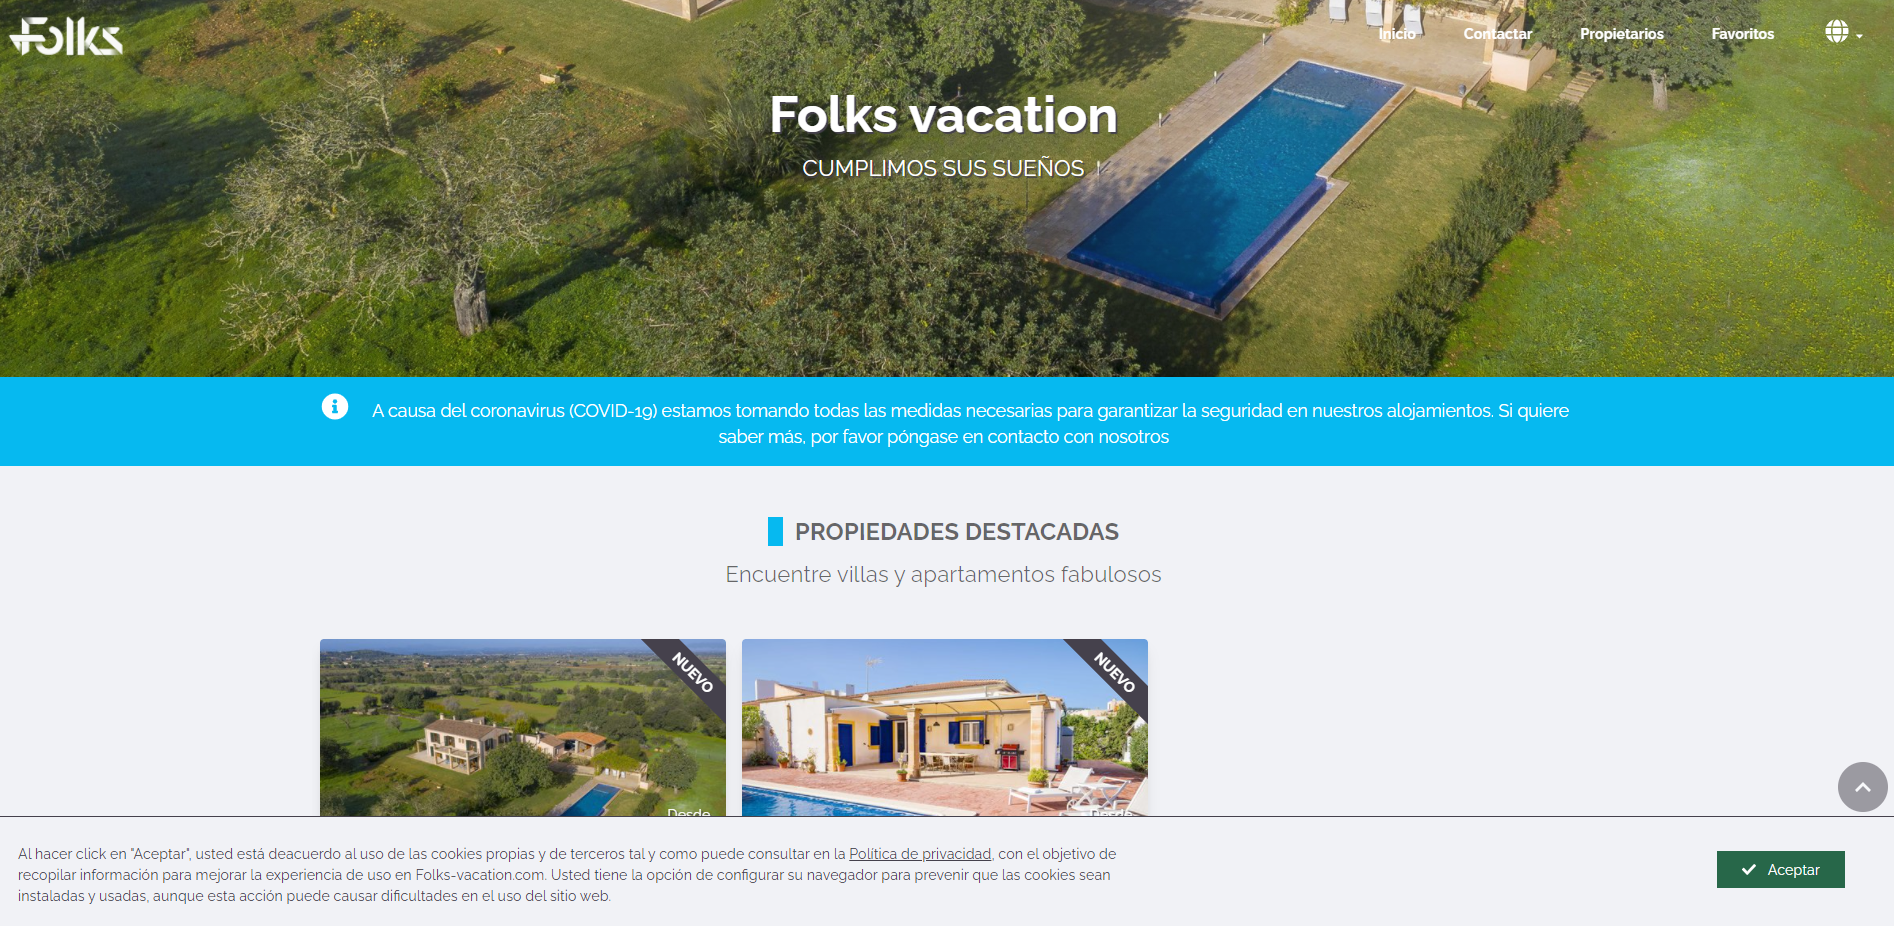 Folks
Inicio
Contactar
Propietarios
Favoritos
Folks vacation
CUMPLIMOS SUS SUEÑOS
A causa del coronavirus (COVID-19) estamos tomando todas las medidas necesarias para garantizar la seguridad en nuestros alojamientos. Si quiere
saber más, por favor póngase en contacto con nosotros
PROPIEDADES DESTACADAS
Encuentre villas y apartamentos fabulosos
NUEVO
NUEVO
Desde
Desde
Al hacer click en "Aceptar", usted está deacuerdo al uso de las cookies propias y de terceros tal y como puede consultar en la Política de privacidad, con el objetivo de
recopilar información para mejorar la experiencia de uso en Folks-vacation.com. Usted tiene la opción de configurar su navegador para prevenir que las cookies sean
instaladas y usadas, aunque esta acción puede causar dificultades en el uso del sitio web.
Aceptar